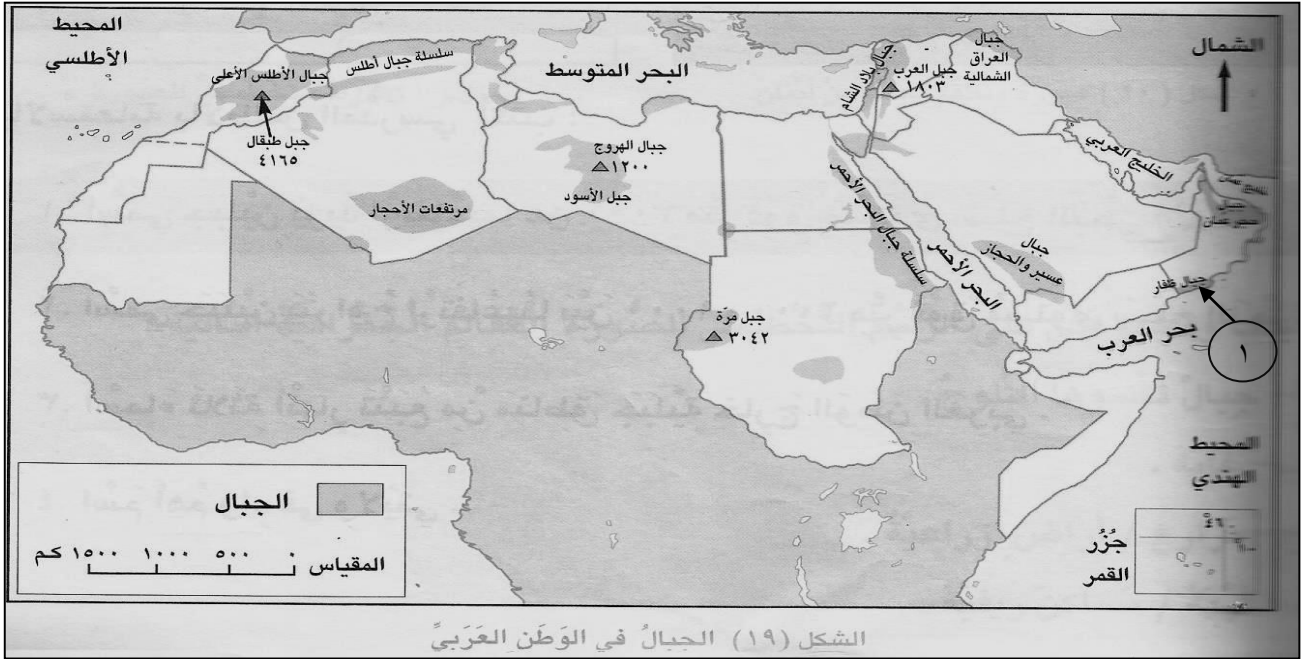 المحيط
الأطلسي
الشمال
سلسلة جبال أطلس
جبال الأطلس الأعلى
جبل طبقال
٤١٦٥
البحر المتوسط
جبال بلاد الشام
جبل العرب
١٨٠٣
جبال
العراق
الشمالية
الخليج العربي
جبال الهروج
١٢٠٠
جبل الأسود
مرتفعات الأحجار
سلسلة جبال البحر الأحمر
البحر الأحمر
جبال
عسير والحجاز
جبال ظفار
١
بحر العرب
جبل مرّة
٣٠٤٢
المحيط
الهندي
جُزُر
القمر
الجبال
المقياس ٠ ٥٠٠ ١٠٠٠ ١٥٠٠ كم
الشكل (١٩) الجبالُ في الوَطَنِ العَرَبيِّ